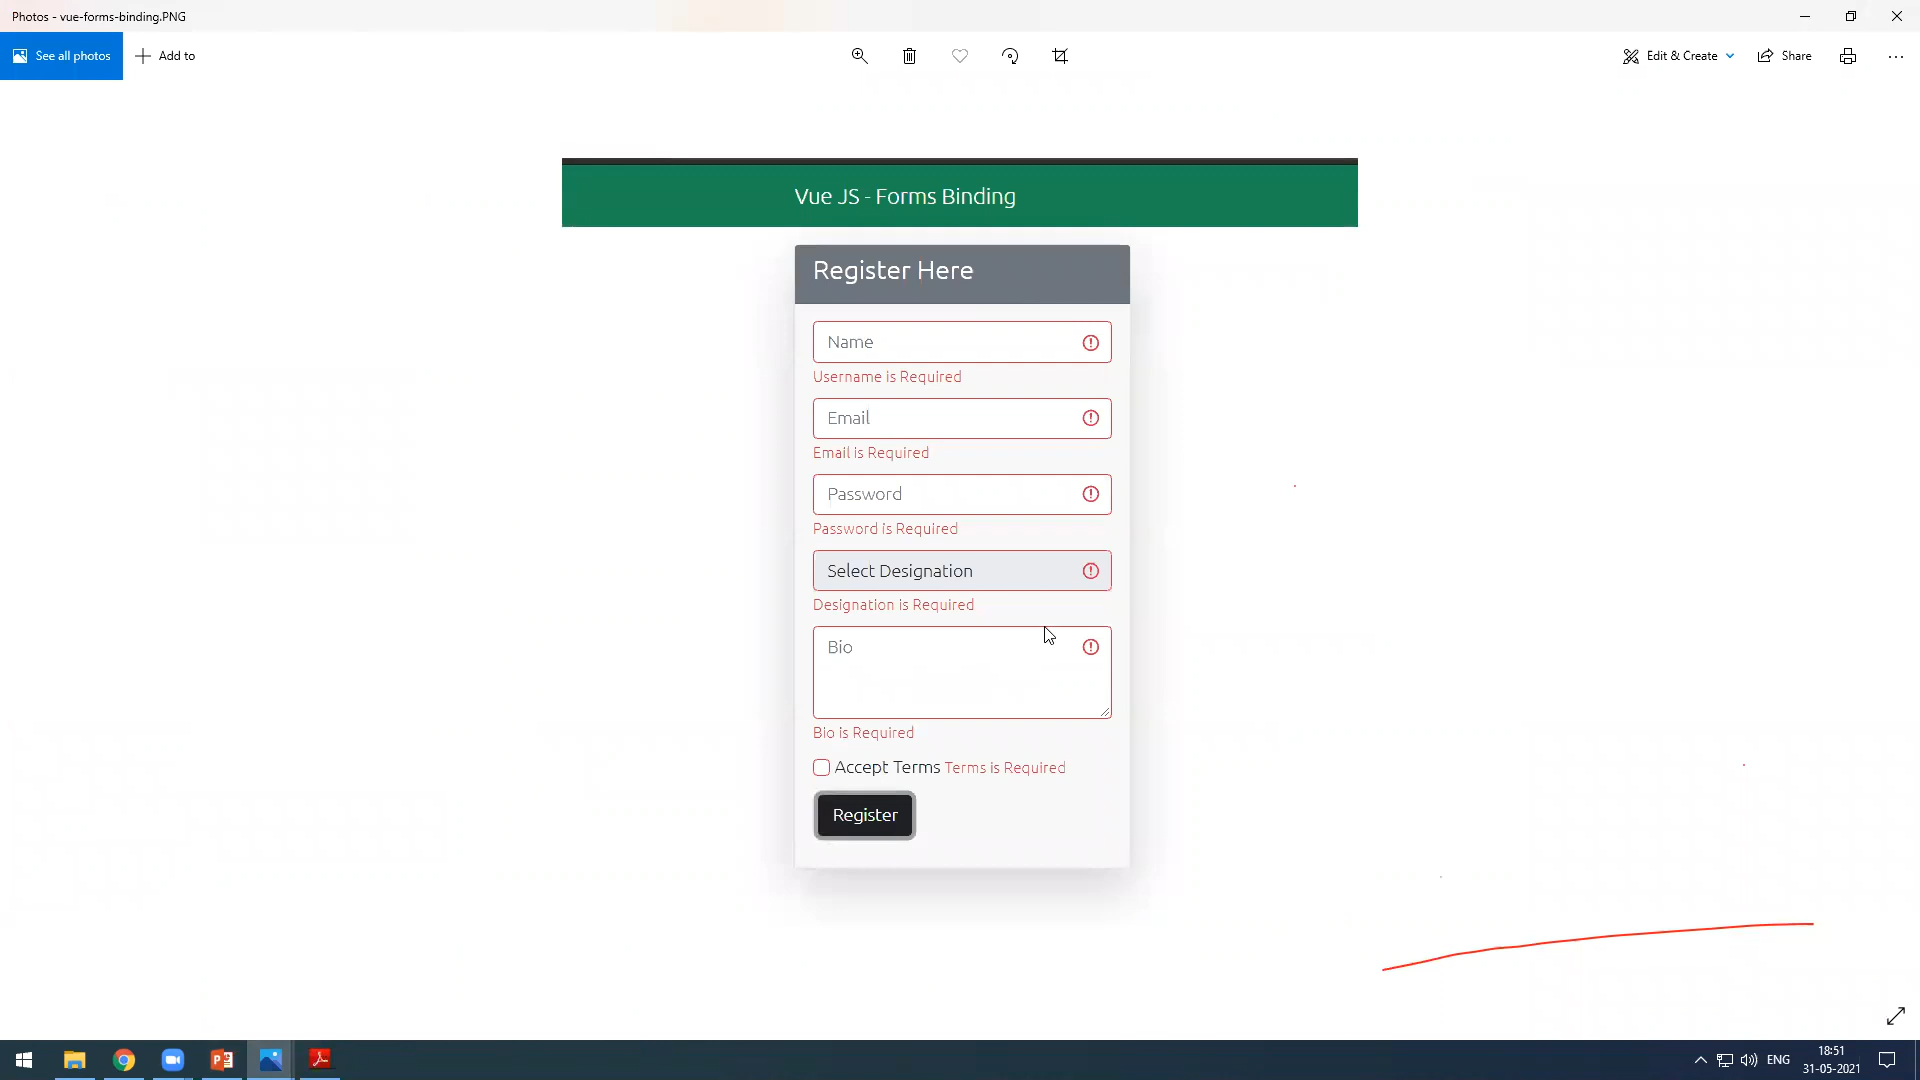 Photos - vue-forms-binding.PNG
See all photos
Add to
Edit & Create
Share
Vue JS - Forms Binding
Register Here
Name
Username is Required
Email
Email is Required
Password
Password is Required
Select Designation
Designation is Required
Bio
Bio is Required
Accept Terms Terms is Required
Register
ENG
18:51
31-05-2021